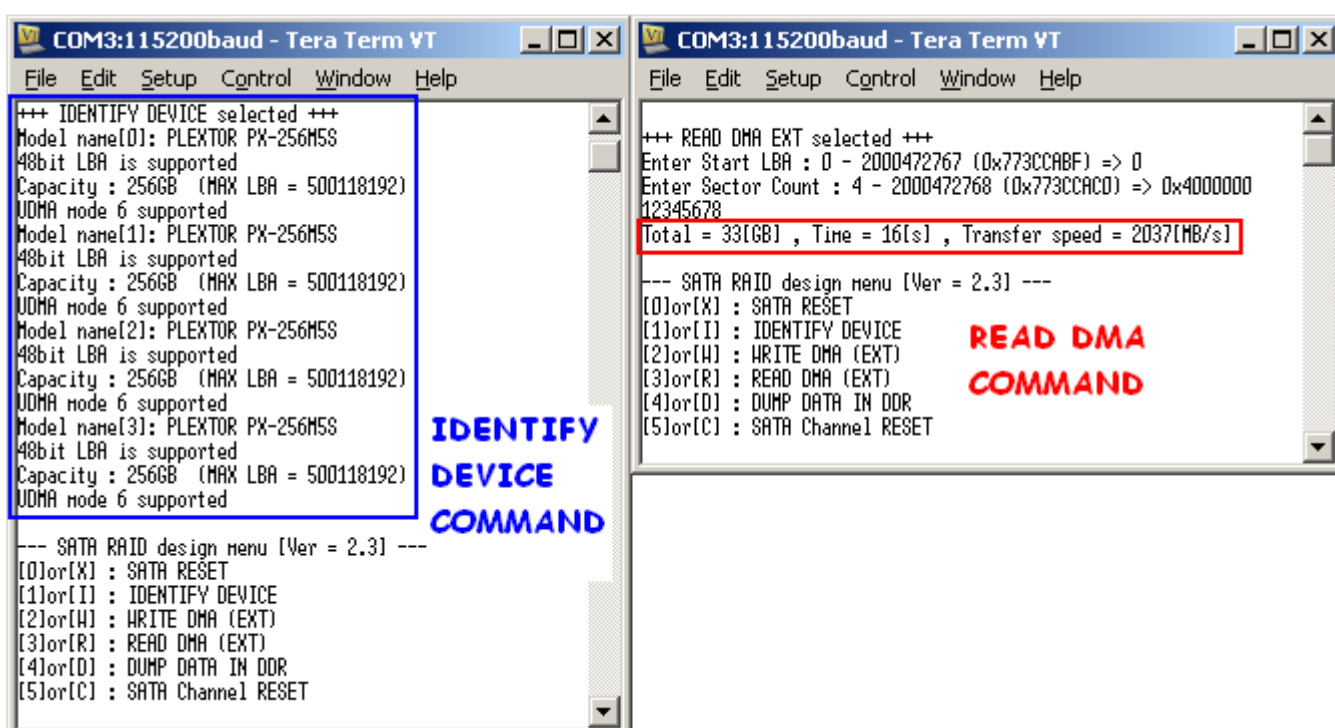 COM3:115200baud - Tera Term VT
File Edit Setup Control Window Help
+++ IDENTIFY DEVICE selected +++
Model name[0]: PLEXTOR PX-256M5S
48bit LBA is supported
Capacity : 256GB (MAX LBA = 500118192)
UDMA mode 6 supported
Model name[1]: PLEXTOR PX-256M5S
48bit LBA is supported
Capacity : 256GB (MAX LBA = 500118192)
UDMA mode 6 supported
Model name[2]: PLEXTOR PX-256M5S
48bit LBA is supported
Capacity : 256GB (MAX LBA = 500118192)
UDMA mode 6 supported
Model name[3]: PLEXTOR PX-256M5S
48bit LBA is supported
Capacity : 256GB (MAX LBA = 500118192)
UDMA mode 6 supported
IDENTIFY
DEVICE
COMMAND
--- SATA RAID design menu [Ver = 2.3] ---
[0]or[X] : SATA RESET
[1]or[I] : IDENTIFY DEVICE
[2]or[W] : WRITE DMA (EXT)
[3]or[R] : READ DMA (EXT)
[4]or[D] : DUMP DATA IN DDR
[5]or[C] : SATA Channel RESET
COM3:115200baud - Tera Term VT
File Edit Setup Control Window Help
+++ READ DMA EXT selected +++
Enter Start LBA : 0 - 2000472767 (0x773CCABF) => 0
Enter Sector Count : 4 - 2000472768 (0x773CCAC0) => 0x4000000
12345678
Total = 33[GB] , Time = 16[s] , Transfer speed = 2037[MB/s]
--- SATA RAID design menu [Ver = 2.3] ---
[0]or[X] : SATA RESET
[1]or[I] : IDENTIFY DEVICE
[2]or[W] : WRITE DMA (EXT)
[3]or[R] : READ DMA (EXT)
[4]or[D] : DUMP DATA IN DDR
[5]or[C] : SATA Channel RESET
READ DMA
COMMAND